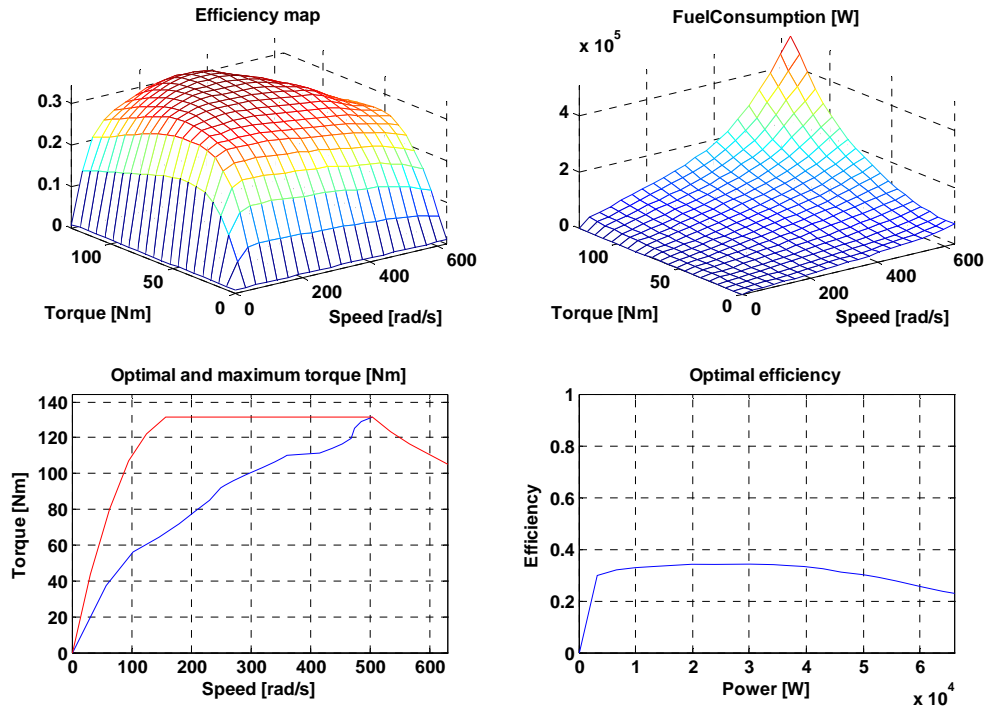 Efficiency map
0.3
0.2
0.1
0
100
50
0
0
200
400
600
Torque [Nm]
Speed [rad/s]
FuelConsumption [W]
x 10^5
4
2
0
100
50
0
0
200
400
600
Torque [Nm]
Speed [rad/s]
Optimal and maximum torque [Nm]
140
120
100
80
60
40
20
0
0 100 200 300 400 500 600
Torque [Nm]
Speed [rad/s]
Optimal efficiency
1
0.8
0.6
0.4
0.2
0
0 1 2 3 4 5 6
Efficiency
Power [W]
x 10^4